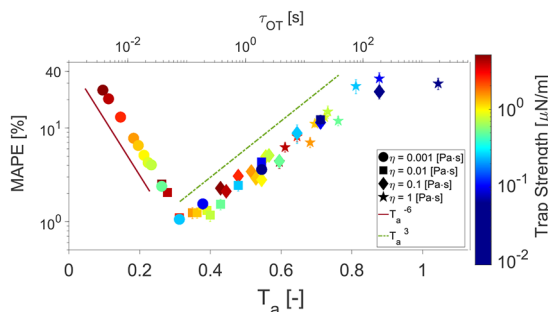 τ_OT [s]
10^-4 10^-2 10^0 10^2
MAPE [%]
40
10^1
10^0
0 0.2 0.4 0.6 0.8 1
T_a [-]
η = 0.001 [Pa·s]
η = 0.01 [Pa·s]
η = 0.1 [Pa·s]
η = 1 [Pa·s]
T_a^-6
T_a^3
Trap Strength [μN/m]
10^0
10^-1
10^-2